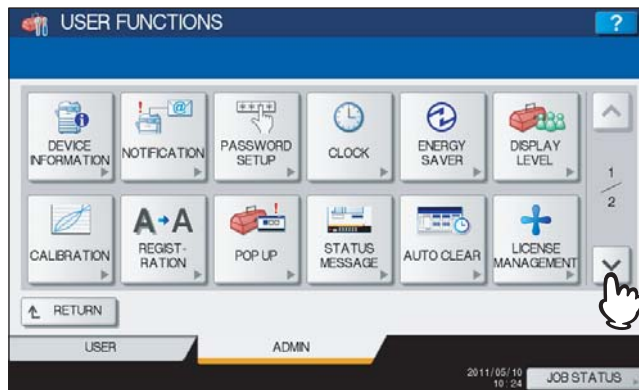 USER FUNCTIONS
?
DEVICE
INFORMATION
NOTIFICATION
PASSWORD
SETUP
CLOCK
ENERGY
SAVER
DISPLAY
LEVEL
1
2
CALIBRATION
A→A
REGIST-
RATION
POP UP
STATUS
MESSAGE
AUTO CLEAR
LICENSE
MANAGEMENT
RETURN
USER
ADMIN
2011/05/10
10:24
JOB STATUS